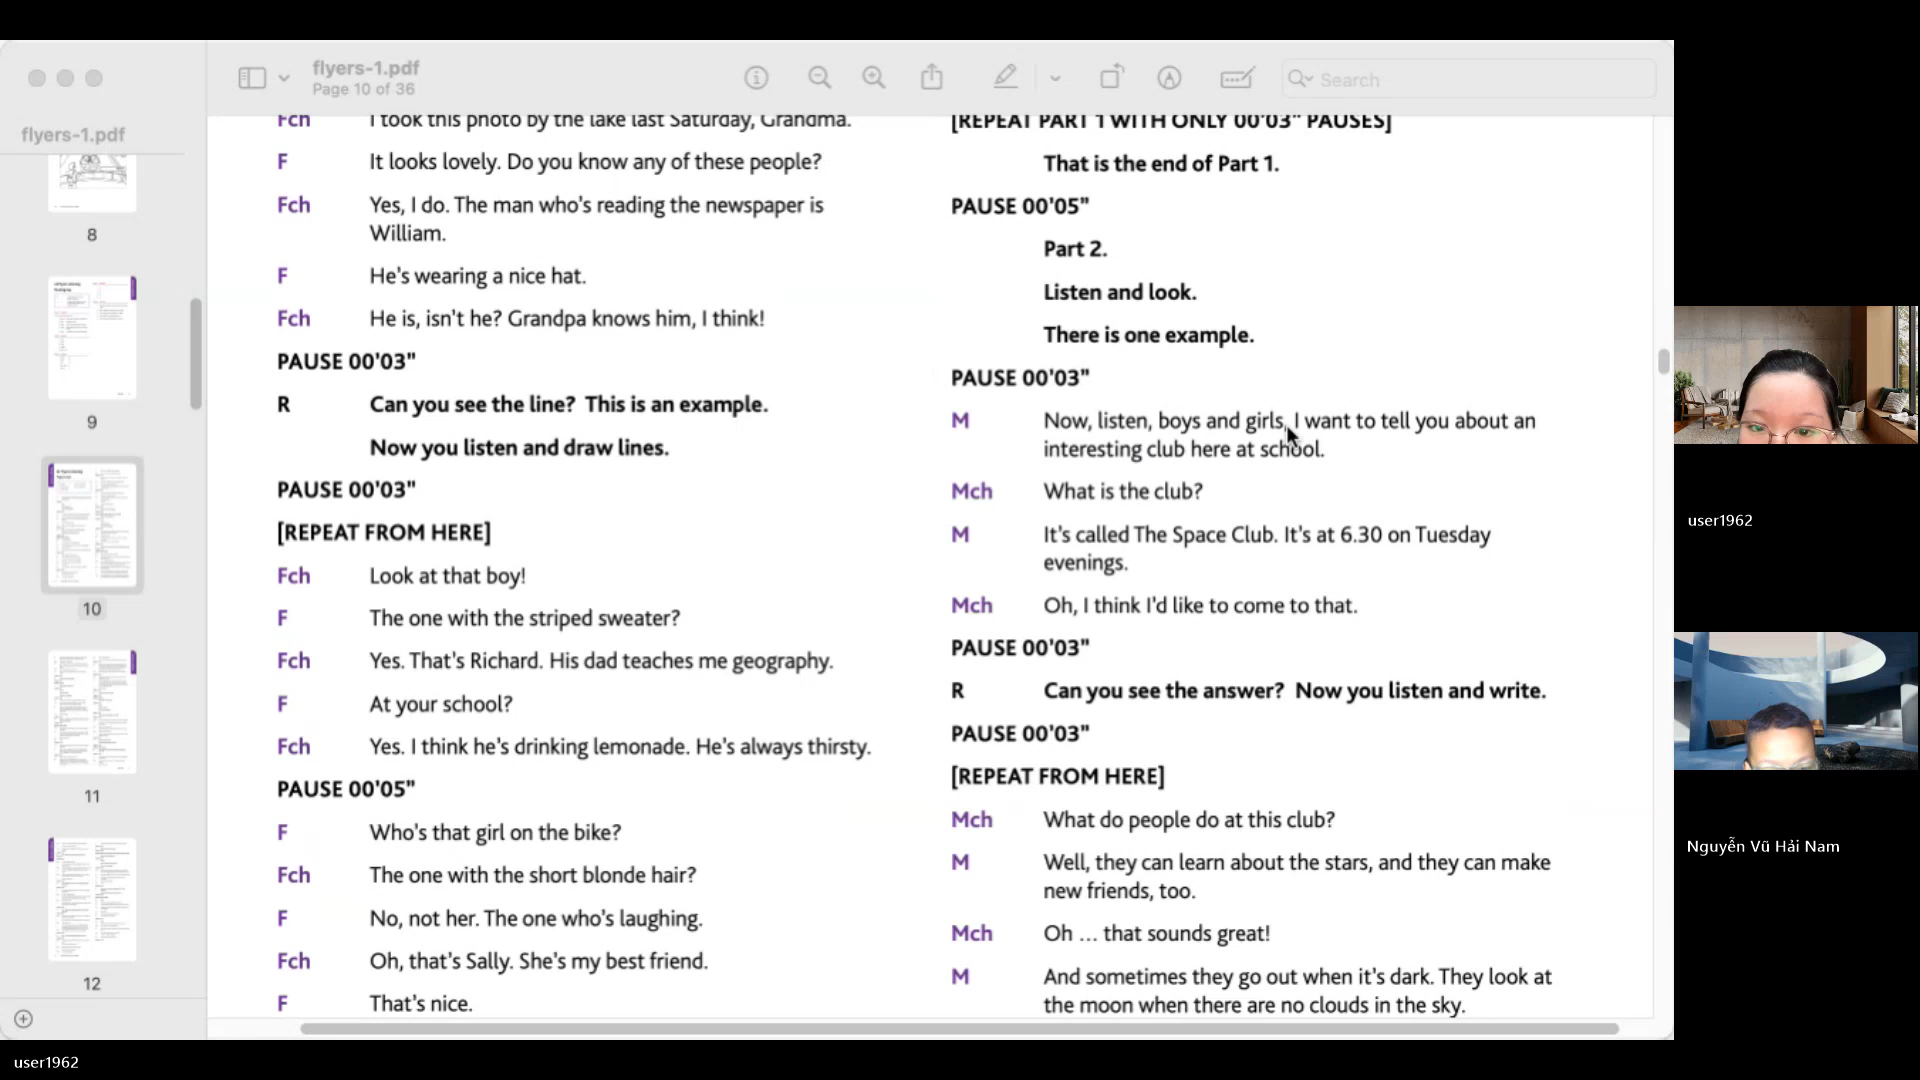 flyers-1.pdf
Page 10 of 36
Search
flyers-1.pdf
8
9
10
11
12
Fch I took this photo by the lake last Saturday, Grandma.
F It looks lovely. Do you know any of these people?
Fch Yes, I do. The man who's reading the newspaper is
William.
F He's wearing a nice hat.
Fch He is, isn't he? Grandpa knows him, I think!
PAUSE 00'03"
R Can you see the line? This is an example.
Now you listen and draw lines.
PAUSE 00'03"
[REPEAT FROM HERE]
Fch Look at that boy!
F The one with the striped sweater?
Fch Yes. That's Richard. His dad teaches me geography.
F At your school?
Fch Yes. I think he's drinking lemonade. He's always thirsty.
PAUSE 00'05"
F Who's that girl on the bike?
Fch The one with the short blonde hair?
F No, not her. The one who's laughing.
Fch Oh, that's Sally. She's my best friend.
F That's nice.
[REPEAT PART 1 WITH ONLY 00'03" PAUSES]
That is the end of Part 1.
PAUSE 00'05"
Part 2.
Listen and look.
There is one example.
PAUSE 00'03"
M Now, listen, boys and girls, I want to tell you about an
interesting club here at school.
Mch What is the club?
M It's called The Space Club. It's at 6.30 on Tuesday
evenings.
Mch Oh, I think I'd like to come to that.
PAUSE 00'03"
R Can you see the answer? Now you listen and write.
PAUSE 00'03"
[REPEAT FROM HERE]
Mch What do people do at this club?
M Well, they can learn about the stars, and they can make
new friends, too.
Mch Oh … that sounds great!
M And sometimes they go out when it's dark. They look at
the moon when there are no clouds in the sky.
user1962
Nguyễn Vũ Hải Nam
user1962